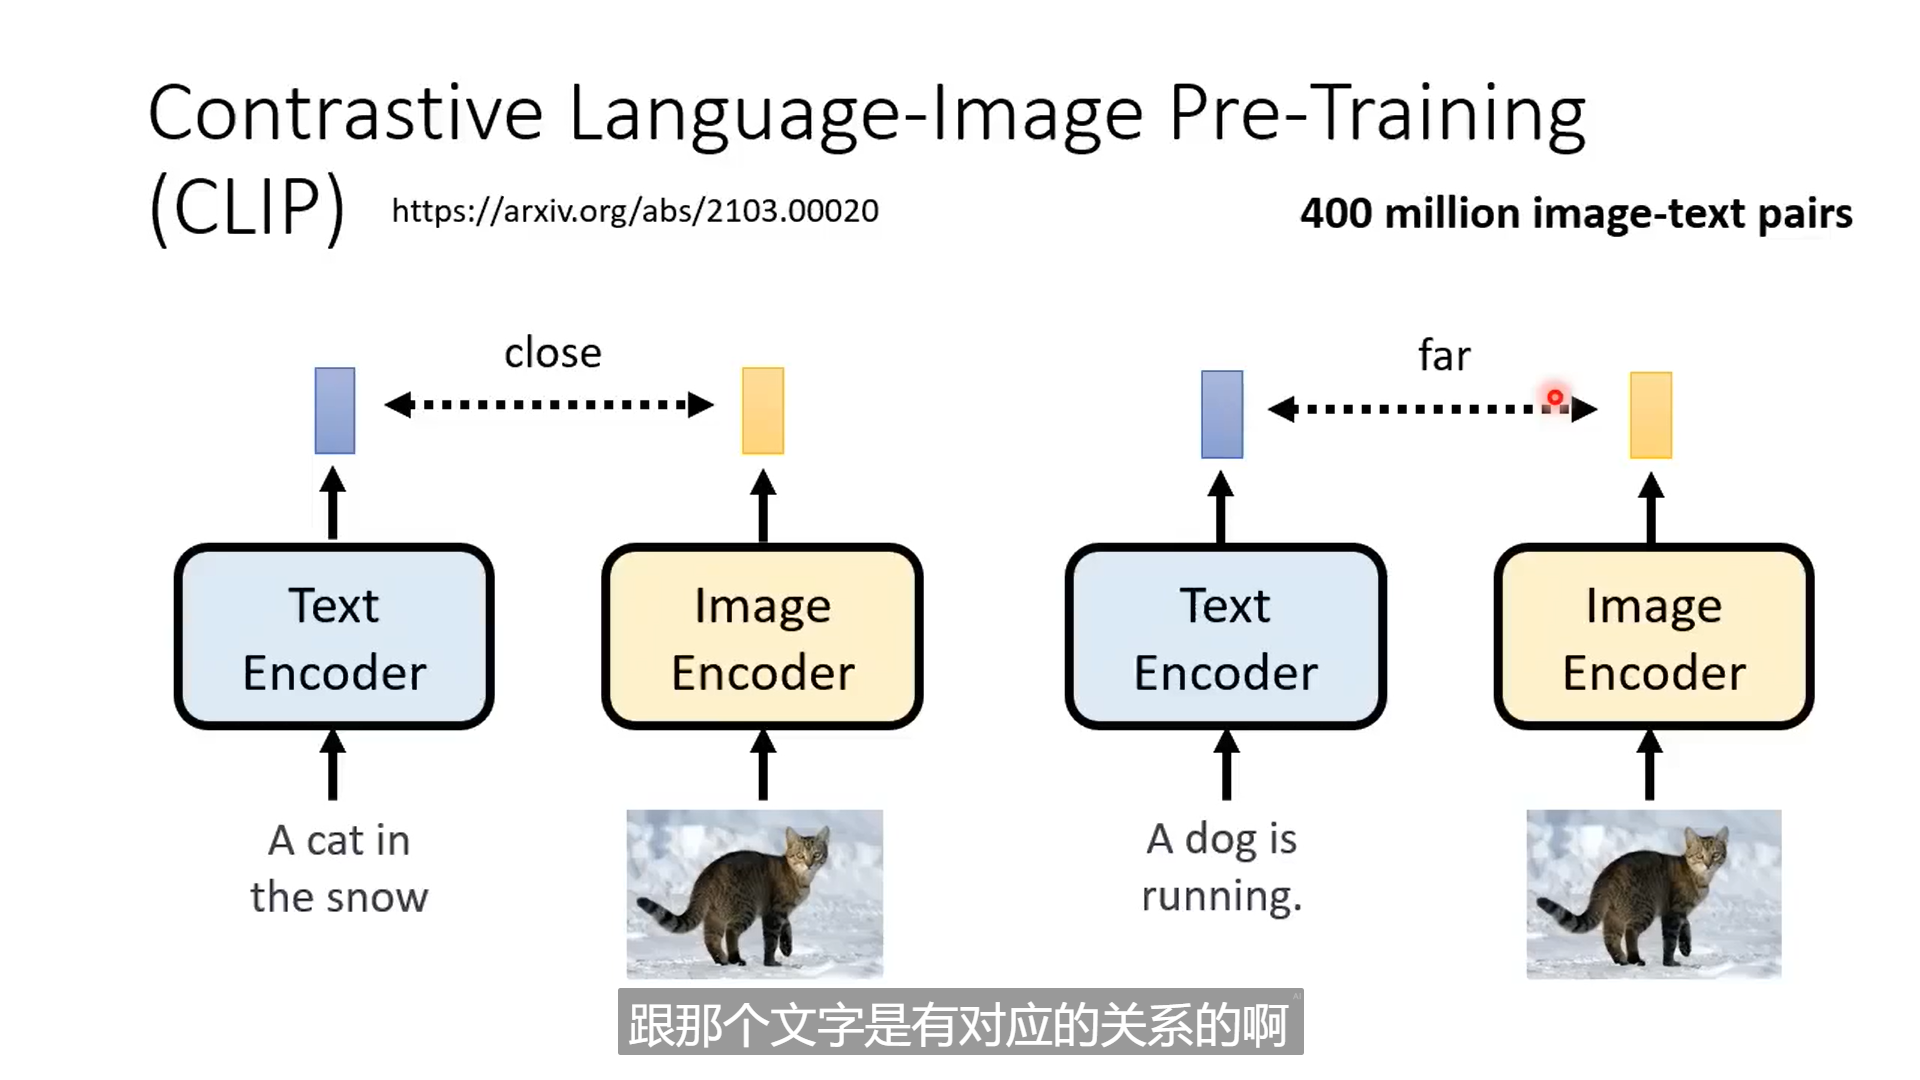 Contrastive Language-Image Pre-Training
(CLIP) https://arxiv.org/abs/2103.00020 400 million image-text pairs
close
far
Text
Encoder
Image
Encoder
Text
Encoder
Image
Encoder
A cat in
the snow
A dog is
running.
跟那个文字是有对应的关系的啊
AI